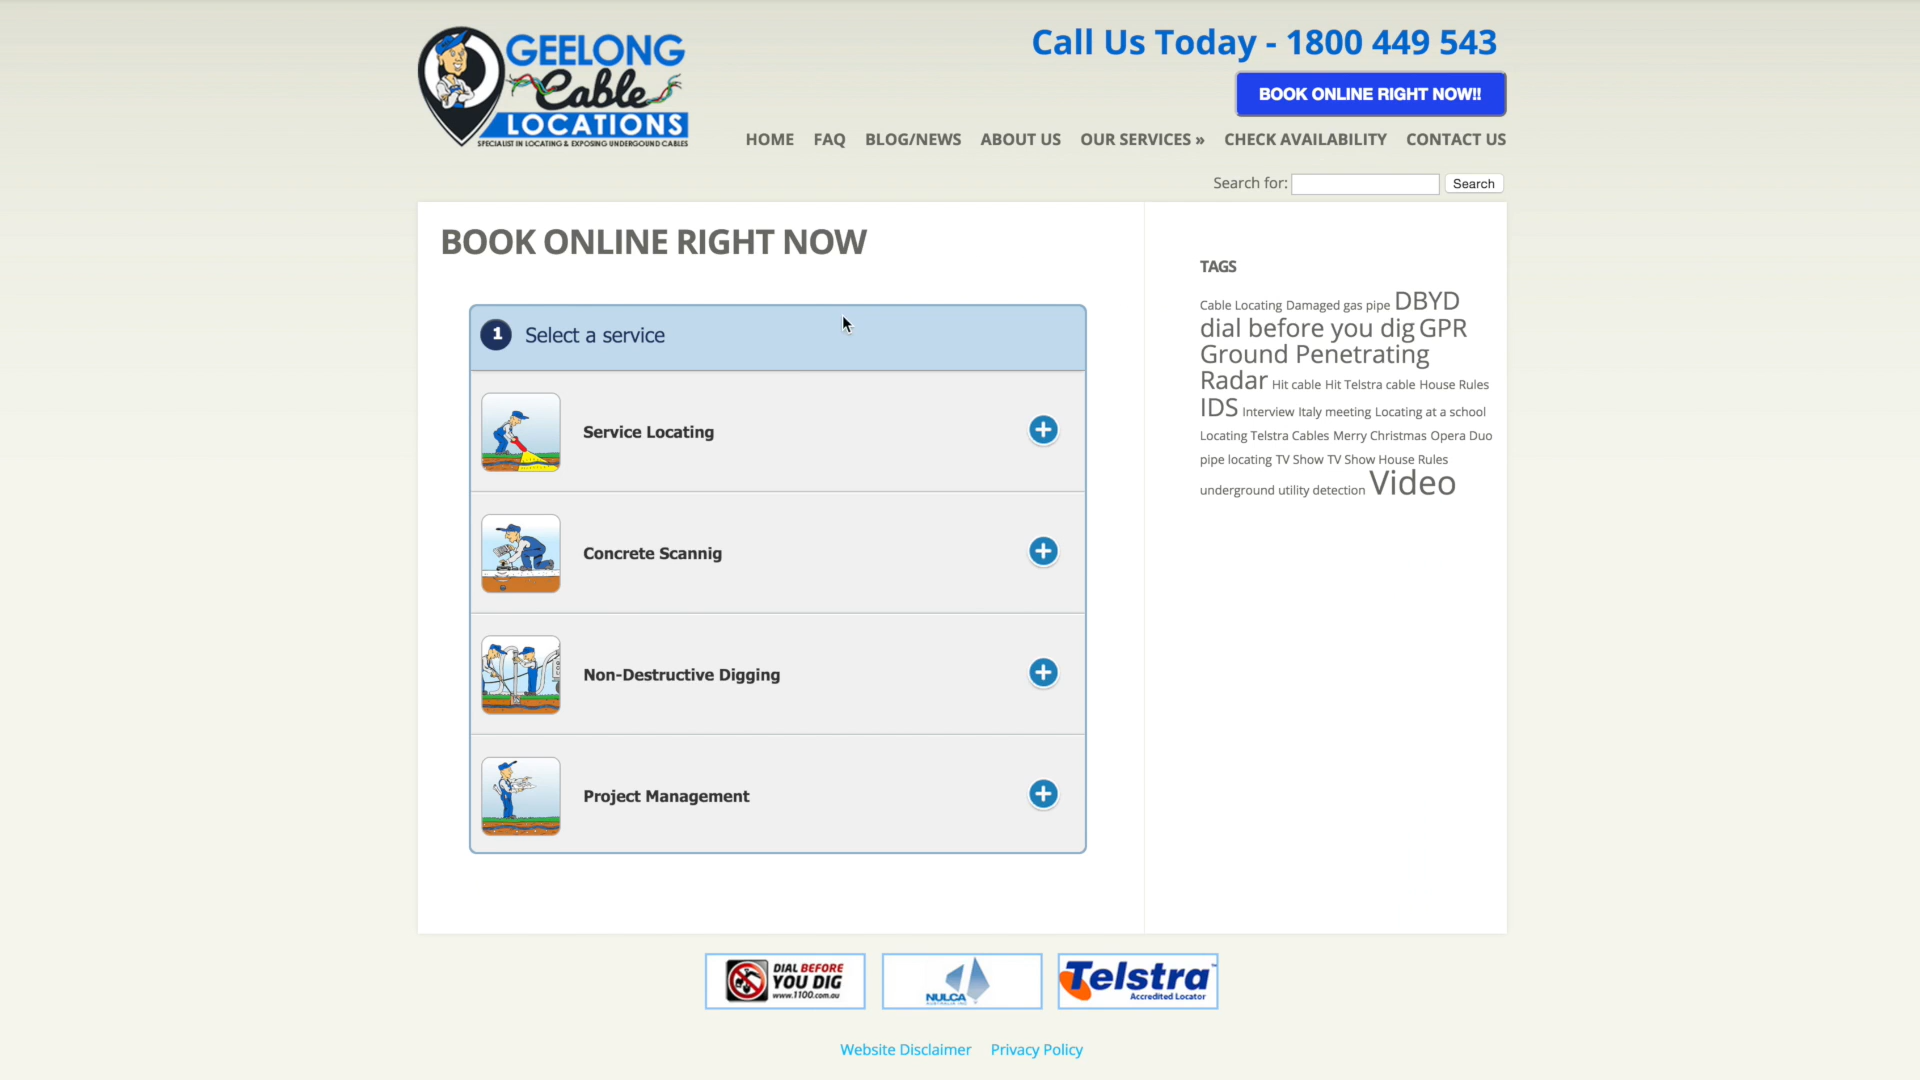 GEELONG
Cable
LOCATIONS
SPECIALIST IN LOCATING & EXPOSING UNDERGOUND CABLES
Call Us Today - 1800 449 543
BOOK ONLINE RIGHT NOW!!
HOME FAQ BLOG/NEWS ABOUT US OUR SERVICES » CHECK AVAILABILITY CONTACT US
Search for: Search
BOOK ONLINE RIGHT NOW
1 Select a service
Service Locating
Concrete Scannig
Non-Destructive Digging
Project Management
TAGS
Cable Locating Damaged gas pipe DBYD
dial before you dig GPR
Ground Penetrating
Radar Hit cable Hit Telstra cable House Rules
IDS Interview Italy meeting Locating at a school
Locating Telstra Cables Merry Christmas Opera Duo
pipe locating TV Show TV Show House Rules
underground utility detection Video
DIAL BEFORE
YOU DIG
www.1100.com.au
NULCA
AUSTRALIA INC
Telstra™
Accredited Locator
Website Disclaimer Privacy Policy